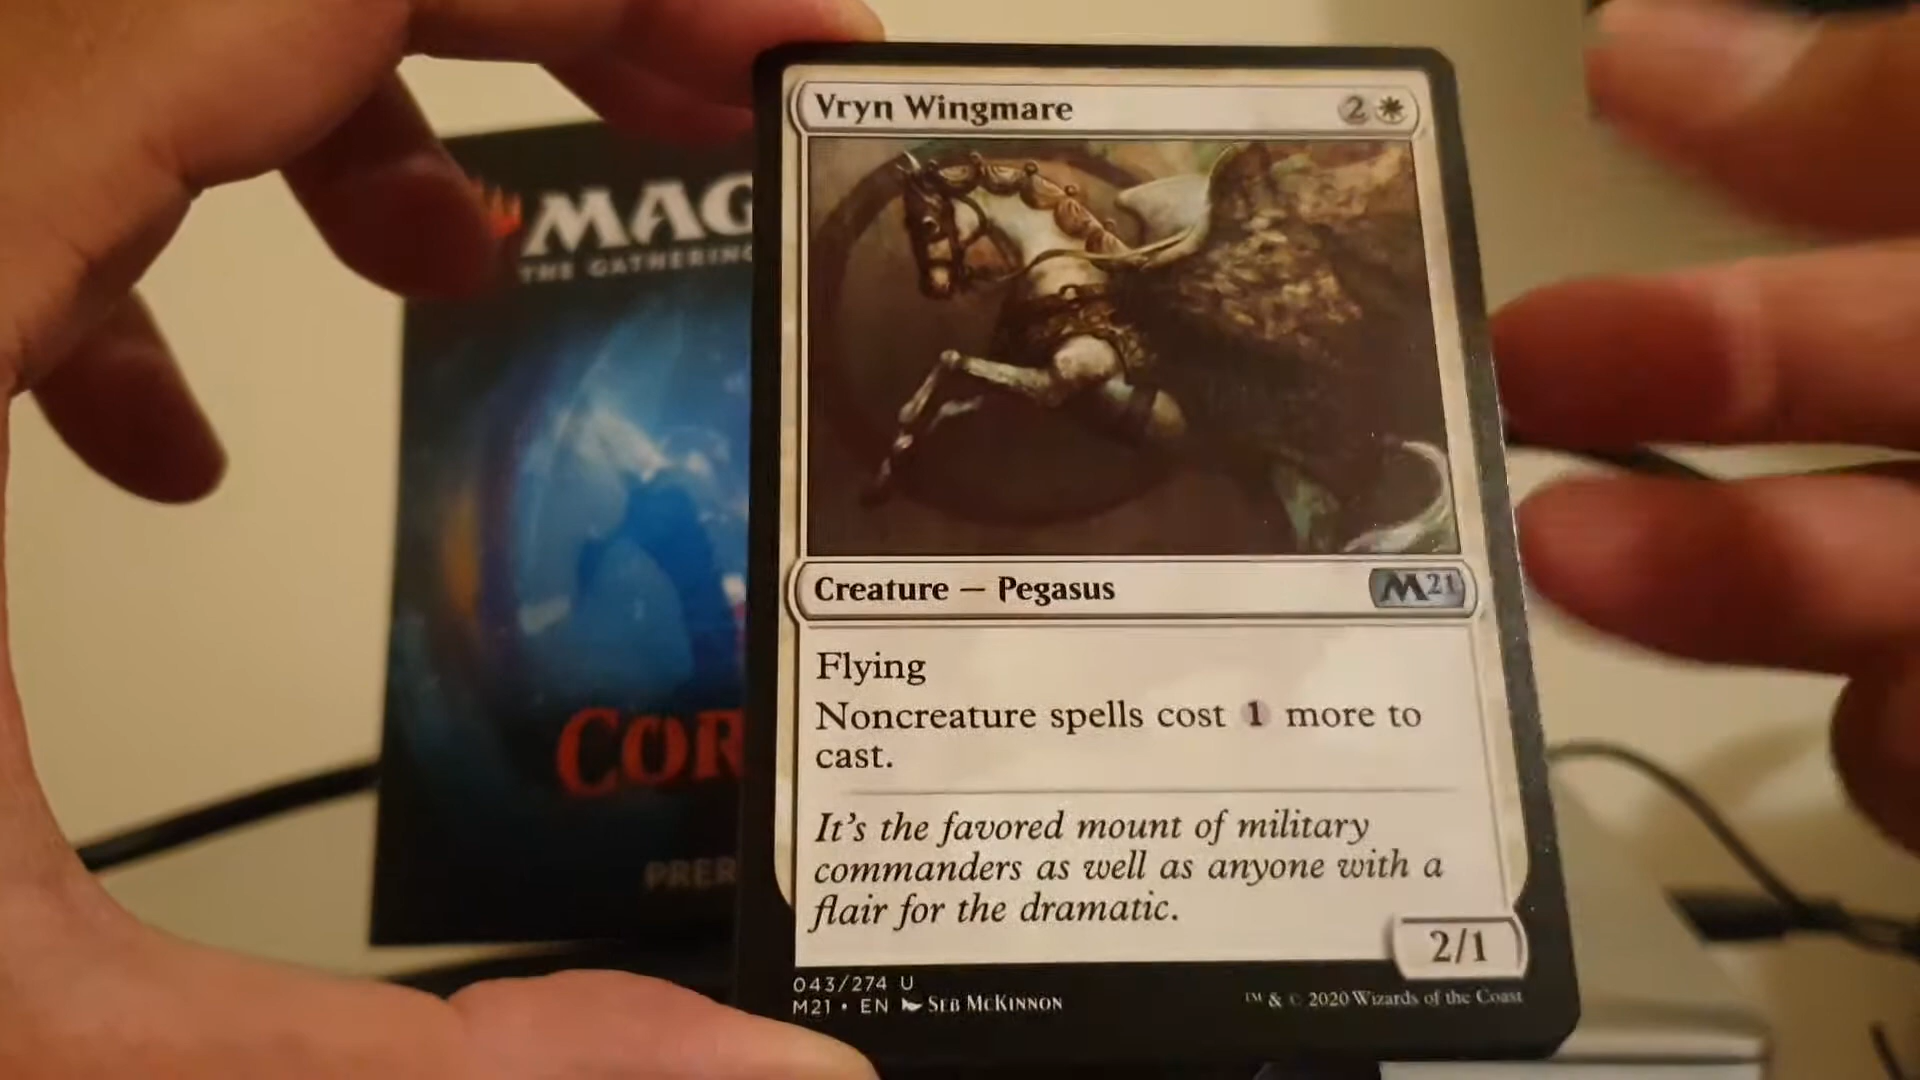 MAG
THE GATHERING
COR
PRER
Vryn Wingmare 2
Creature — Pegasus M21
Flying
Noncreature spells cost 1 more to
cast.
It's the favored mount of military
commanders as well as anyone with a
flair for the dramatic.
2/1
043/274 U
M21 • EN SEB MCKINNON
™ & © 2020 Wizards of the Coast